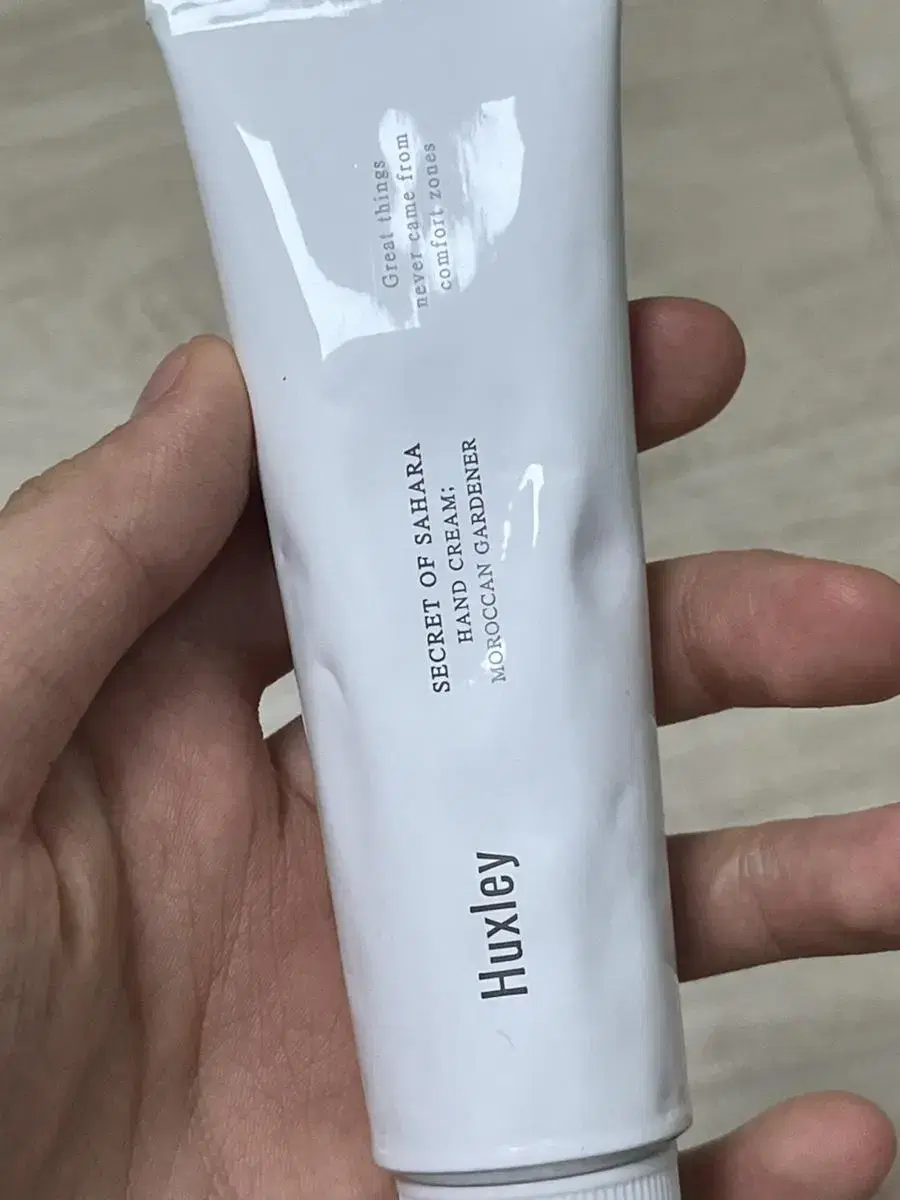 Great things
never came from
comfort zones
SECRET OF SAHARA
HAND CREAM;
MOROCCAN GARDENER
Huxley